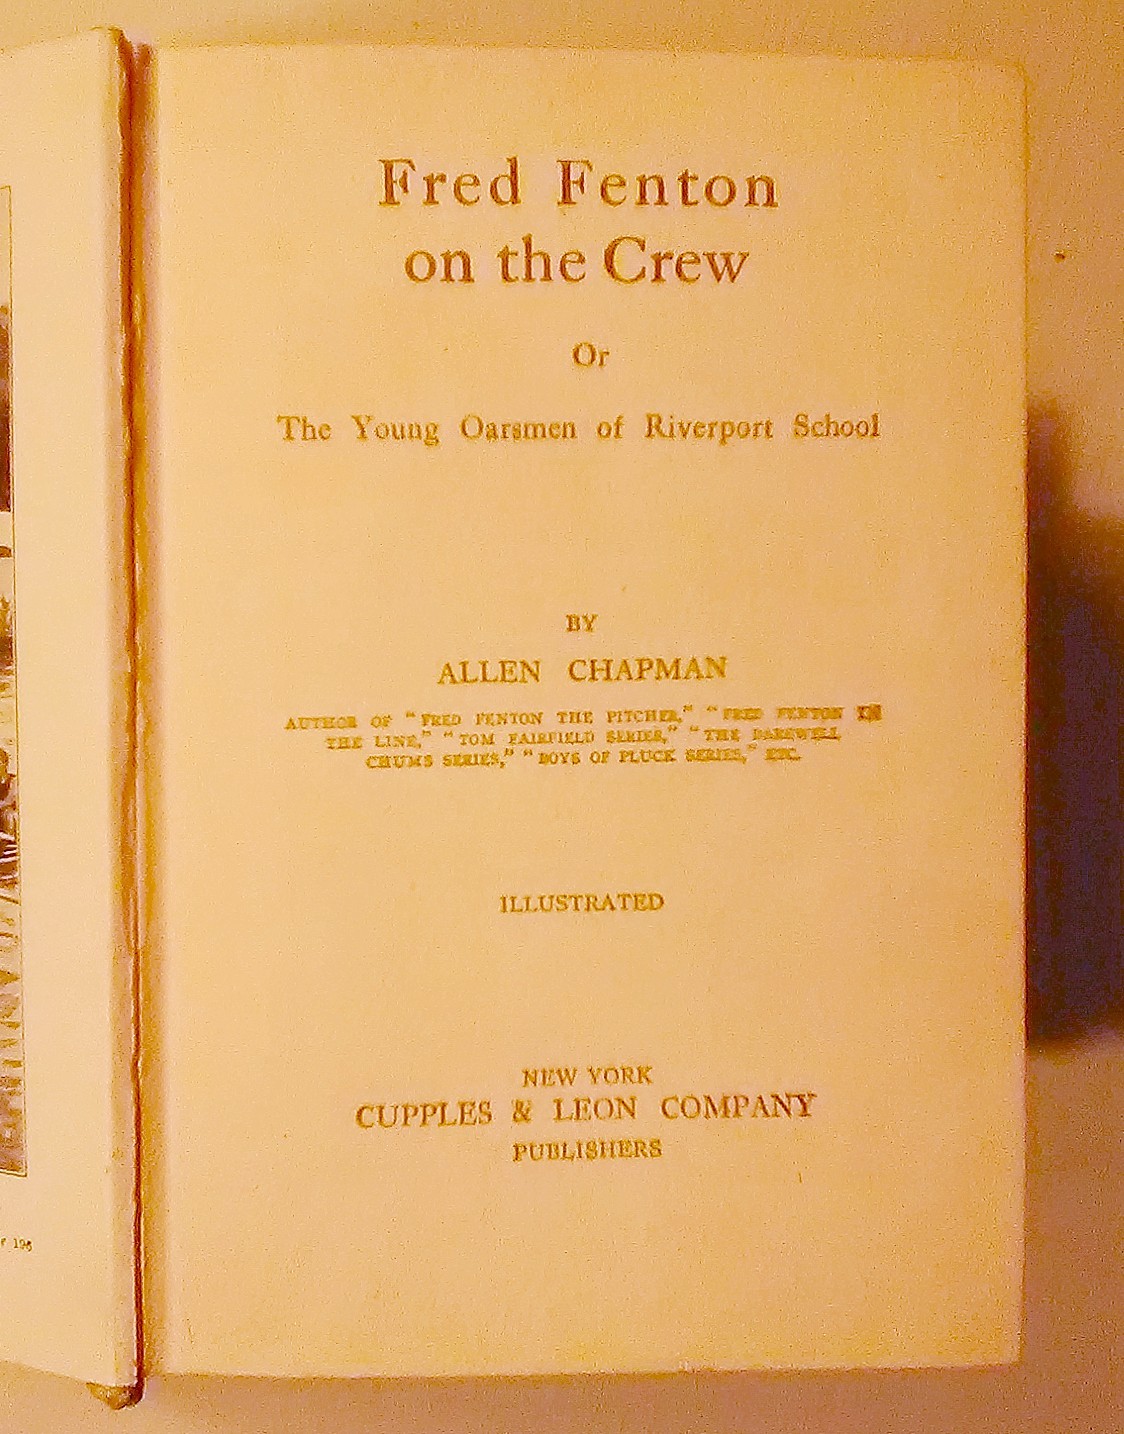 Fred Fenton
on the Crew
Or
The Young Oarsmen of Riverport School
BY
ALLEN CHAPMAN
AUTHOR OF “FRED FENTON THE PITCHER,” “FRED FENTON IN
THE LINE,” “TOM FAIRFIELD SERIES,” “THE DAREWELL
CHUMS SERIES,” “BOYS OF PLUCK SERIES,” ETC.
ILLUSTRATED
NEW YORK
CUPPLES & LEON COMPANY
PUBLISHERS
196